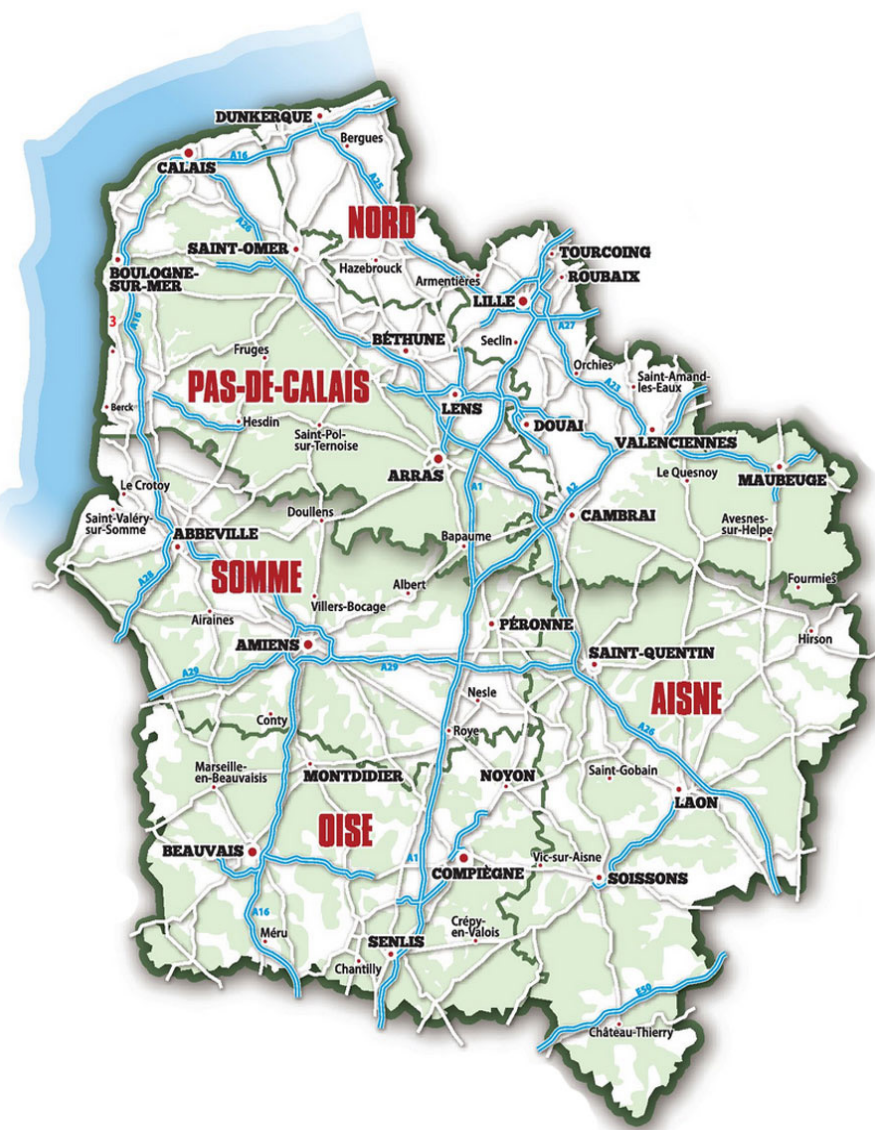 DUNKERQUE
Bergues
CALAIS
A16
A25
A26
NORD
SAINT-OMER
TOURCOING
ROUBAIX
Hazebrouck
Armentières
BOULOGNE-
SUR-MER
LILLE
A16
3
A27
BÉTHUNE
Seclin
Fruges
Orchies
PAS-DE-CALAIS
A23
Saint-Amand-
les-Eaux
Berck
LENS
Hesdin
DOUAI
Saint-Pol-
sur-Ternoise
VALENCIENNES
ARRAS
Le Quesnoy
MAUBEUGE
A1
A2
Le Crotoy
Saint-Valéry-
sur-Somme
Doullens
CAMBRAI
Avesnes-
sur-Helpe
ABBEVILLE
Bapaume
SOMME
A28
Albert
Fourmies
Villers-Bocage
Airaines
PÉRONNE
Hirson
AMIENS
A29
A29
SAINT-QUENTIN
AISNE
Nesle
Conty
Roye
A26
Marseille-
en-Beauvaisis
MONTDIDIER
NOYON
Saint-Gobain
LAON
OISE
BEAUVAIS
A1
COMPIÈGNE
Vic-sur-Aisne
SOISSONS
A16
Crépy-
en-Valois
Méru
SENLIS
Chantilly
E50
Château-Thierry